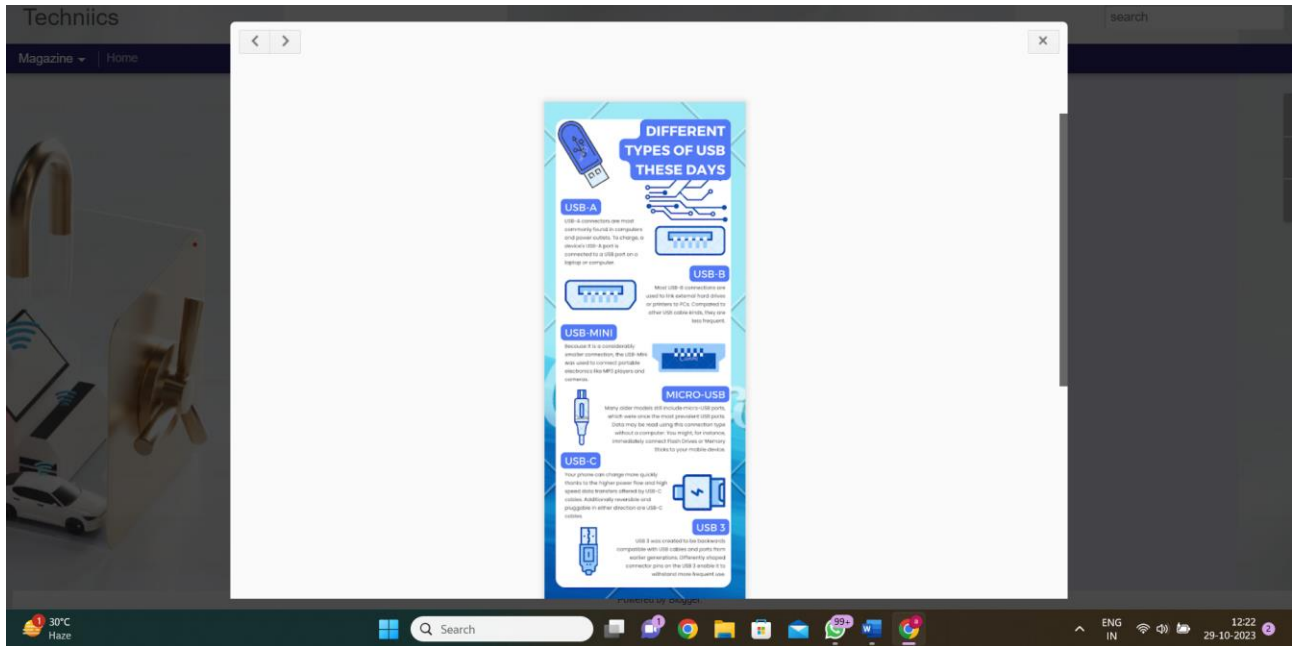 Techniics
search
Magazine
Home
DIFFERENT
TYPES OF USB
THESE DAYS
USB-A
USB-A connectors are most
commonly found in computers
and power outlets. To charge, a
device's USB-B port is
connected to a USB port on a
laptop or computer.
USB-B
Most USB-B connections are
used to link external hard drives
or printers to PCs. Compared to
other USB cable kinds, they are
less frequent.
USB-MINI
Because it is a considerably
smaller connection, the USB-Mini
was used to connect portable
electronics like MP3 players and
cameras.
MICRO-USB
Many older models still include micro-USB ports,
which were once the most prevalent USB ports.
Data may be read using this connection type
without a computer. You might, for instance,
immediately connect Flash Drives or Memory
Sticks to your mobile device.
USB-C
Your phone can charge more quickly
thanks to the higher power flow and high
speed data transfers offered by USB-C
cables. Additionally reversible and
pluggable in either direction are USB-C
cables.
USB 3
USB 3 was created to be backwards
compatible with USB cables and ports from
earlier generations. Differently shaped
connector pins on the USB 3 enable it to
withstand more frequent use.
Powered by Blogger.
1
30°C
Haze
Search
1
99+
ENG
IN
12:22
29-10-2023
2